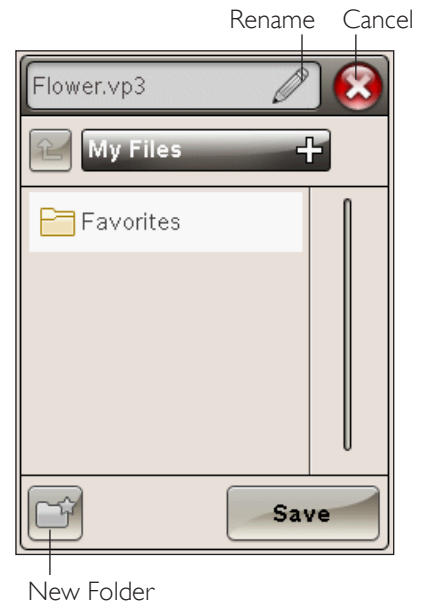 Rename Cancel
Flower.vp3
My Files
Favorites
Save
New Folder